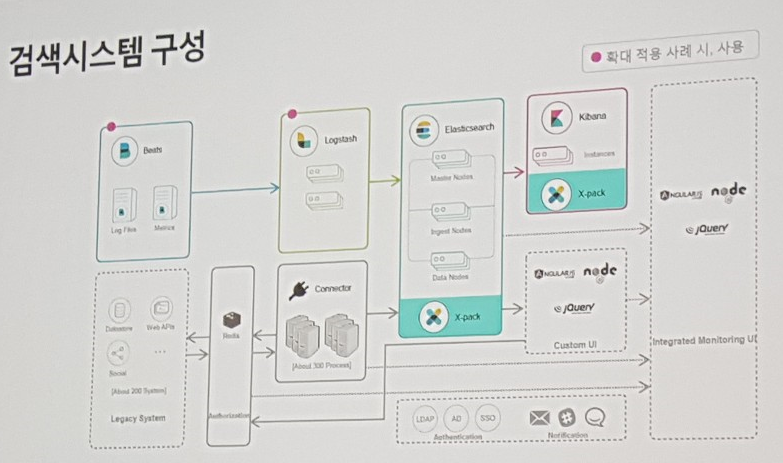 검색시스템 구성
확대 적용 사례 시, 사용
Beats
Log Files
Metrics
Logstash
Elasticsearch
Master Nodes
Ingest Nodes
Data Nodes
X-pack
Kibana
Instances
X-pack
Datastore
Web APIs
Social
...
[About 200 System]
Legacy System
Redis
Authorization
Connector
[About 300 Process]
ANGULARJS
node
jQuery
Custom UI
ANGULARJS
node
jQuery
Integrated Monitoring UI
LDAP
AD
SSO
Authentication
Notification